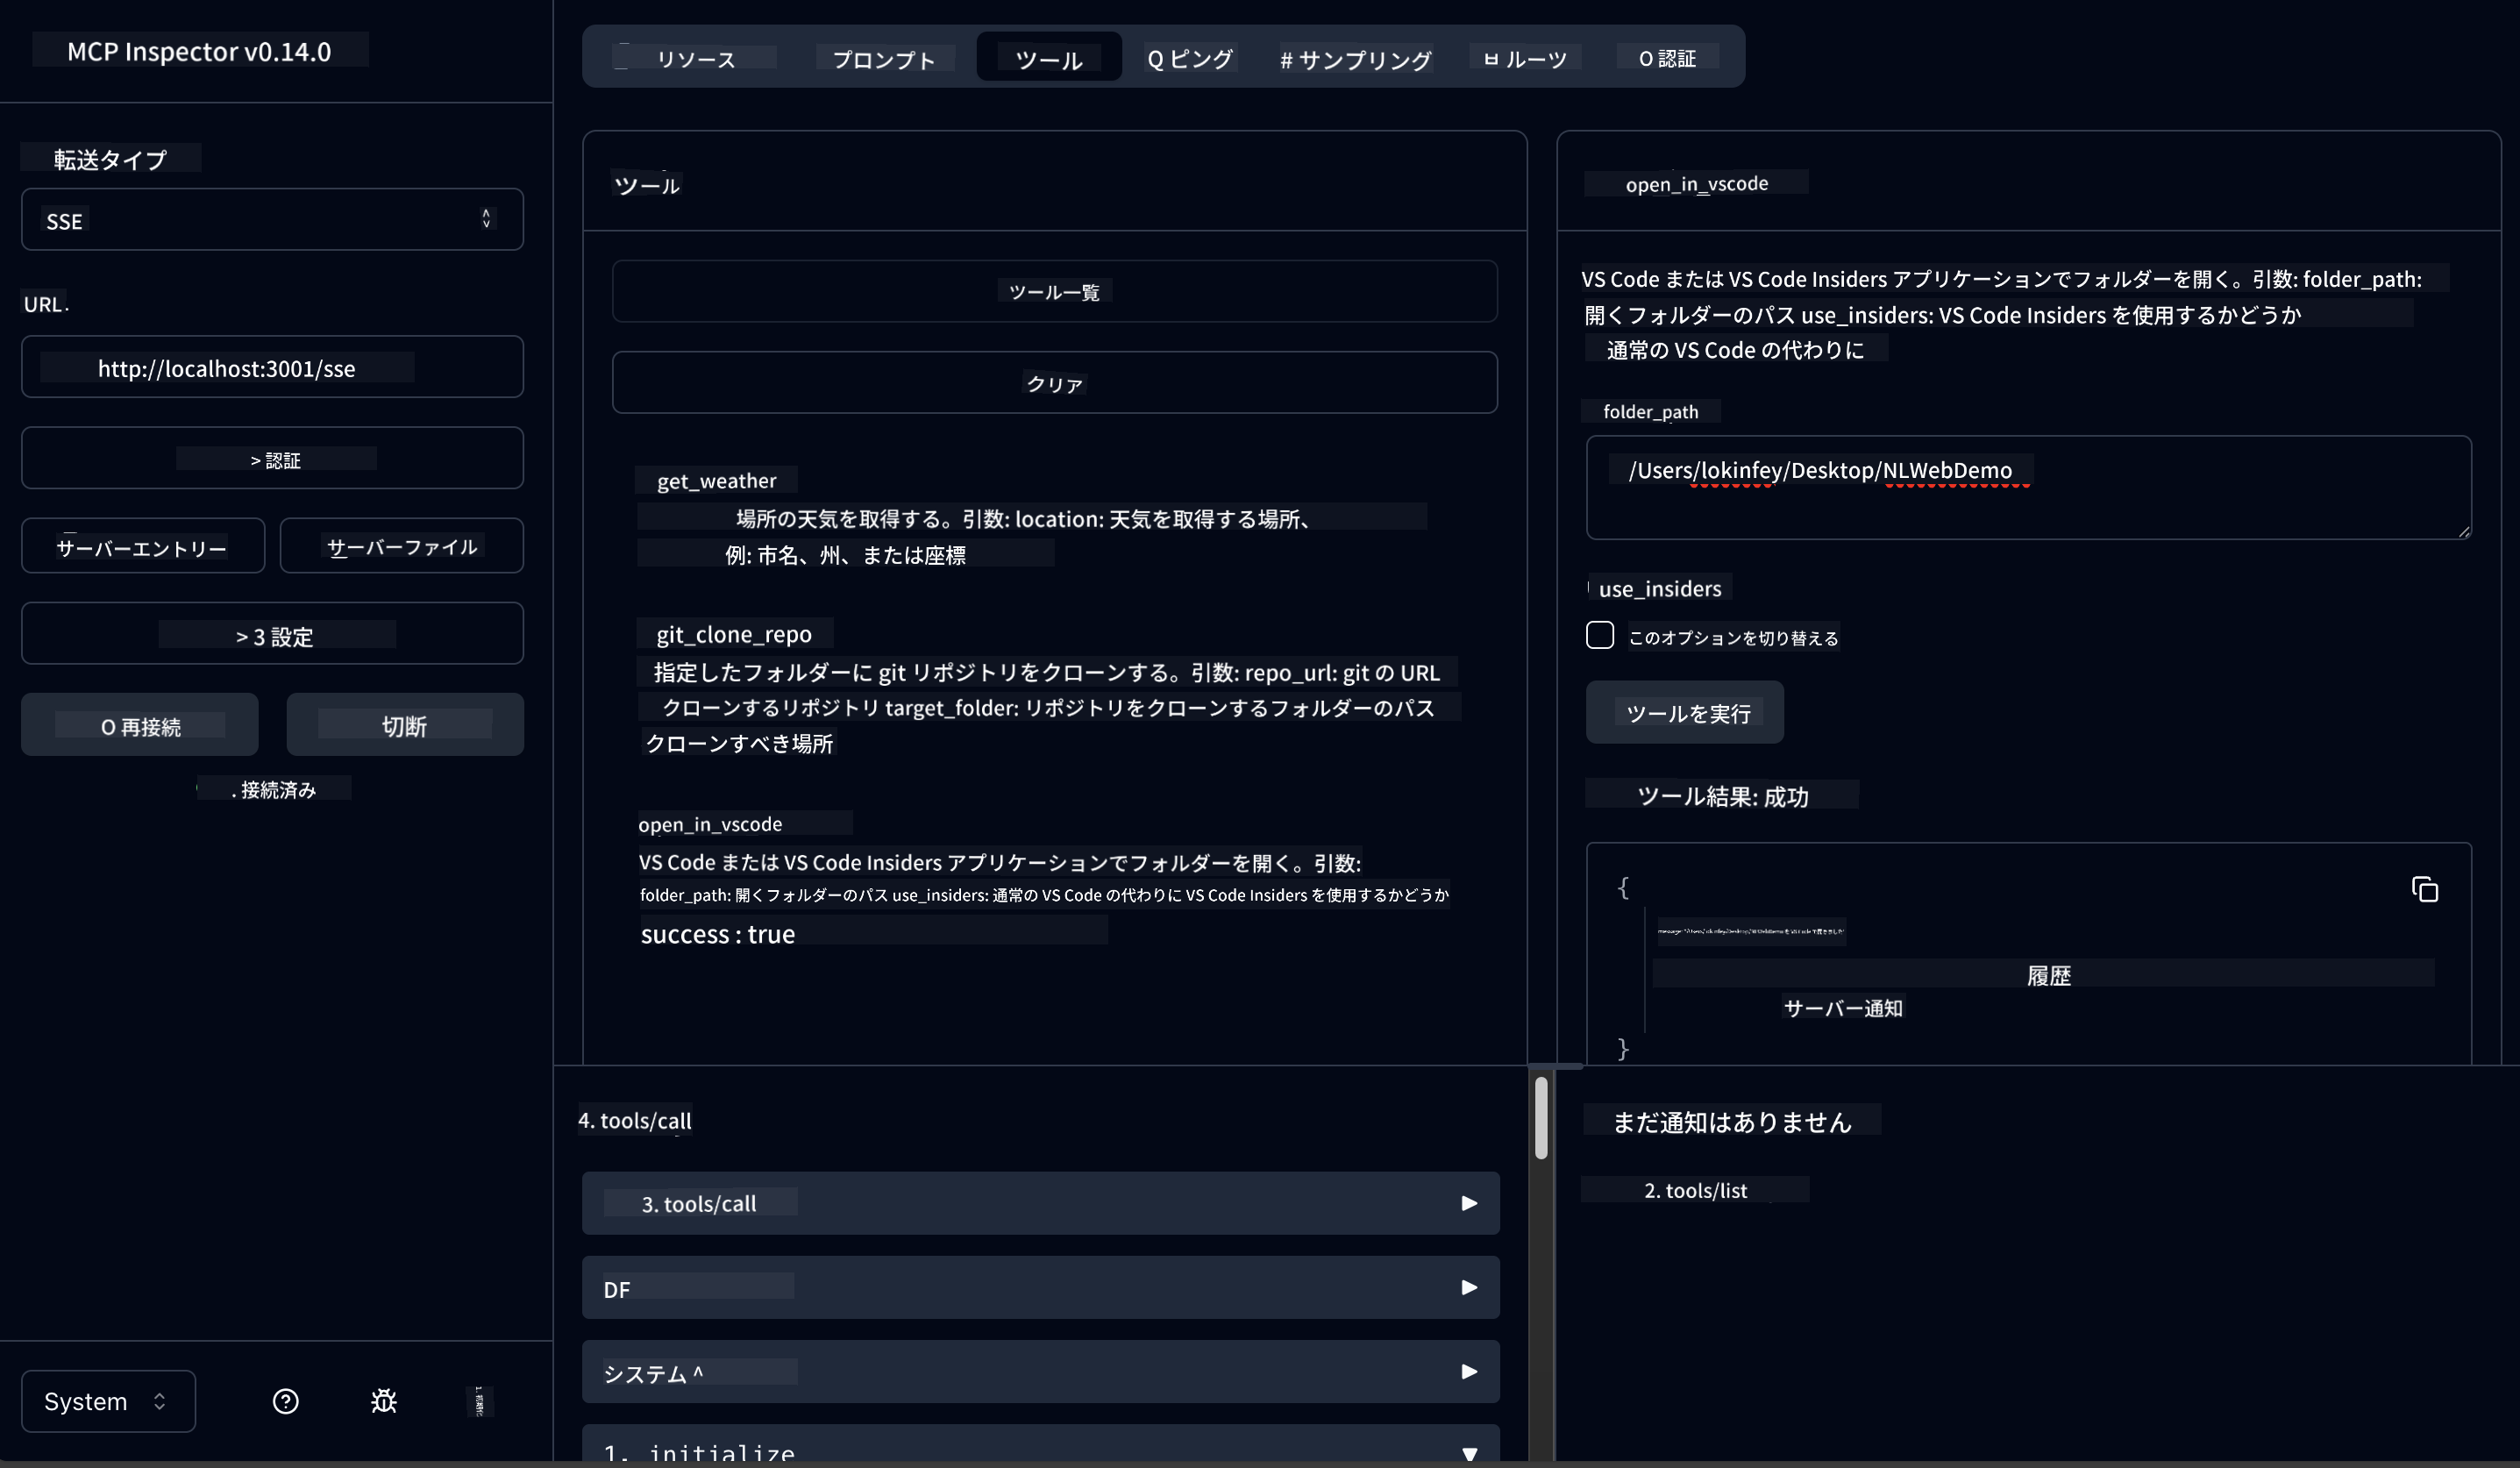 MCP Inspector v0.14.0
転送タイプ
SSE
URL.
http://localhost:3001/sse
> 認証
サーバーエントリー
サーバーファイル
> 3 設定
O 再接続
切断
. 接続済み
System
リソース
プロンプト
ツール
Q ピング
# サンプリング
ㅂ ルーツ
O 認証
ツール
ツール一覧
クリア
get_weather
場所の天気を取得する。引数: location: 天気を取得する場所、
例: 市名、州、または座標
git_clone_repo
指定したフォルダーに git リポジトリをクローンする。引数: repo_url: git の URL
クローンするリポジトリ target_folder: リポジトリをクローンするフォルダーのパス
クローンすべき場所
open_in_vscode
VS Code または VS Code Insiders アプリケーションでフォルダーを開く。引数:
folder_path: 開くフォルダーのパス use_insiders: 通常の VS Code の代わりに VS Code Insiders を使用するかどうか
success : true
open_in_vscode
VS Code または VS Code Insiders アプリケーションでフォルダーを開く。引数: folder_path:
開くフォルダーのパス use_insiders: VS Code Insiders を使用するかどうか
通常の VS Code の代わりに
folder_path
/Users/lokinfey/Desktop/NLWebDemo
use_insiders
このオプションを切り替える
ツールを実行
ツール結果: 成功
{
履歴
サーバー通知
}
4. tools/call
3. tools/call
DF
システム ^
1. initialize
まだ通知はありません
2. tools/list